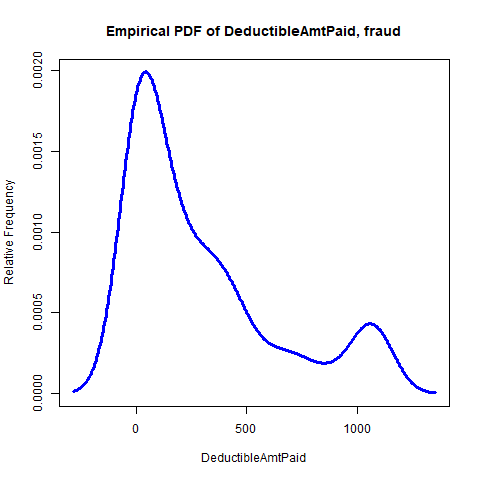 Empirical PDF of DeductibleAmtPaid, fraud
Relative Frequency
0.0020
0.0015
0.0010
0.0005
0.0000
0
500
1000
DeductibleAmtPaid